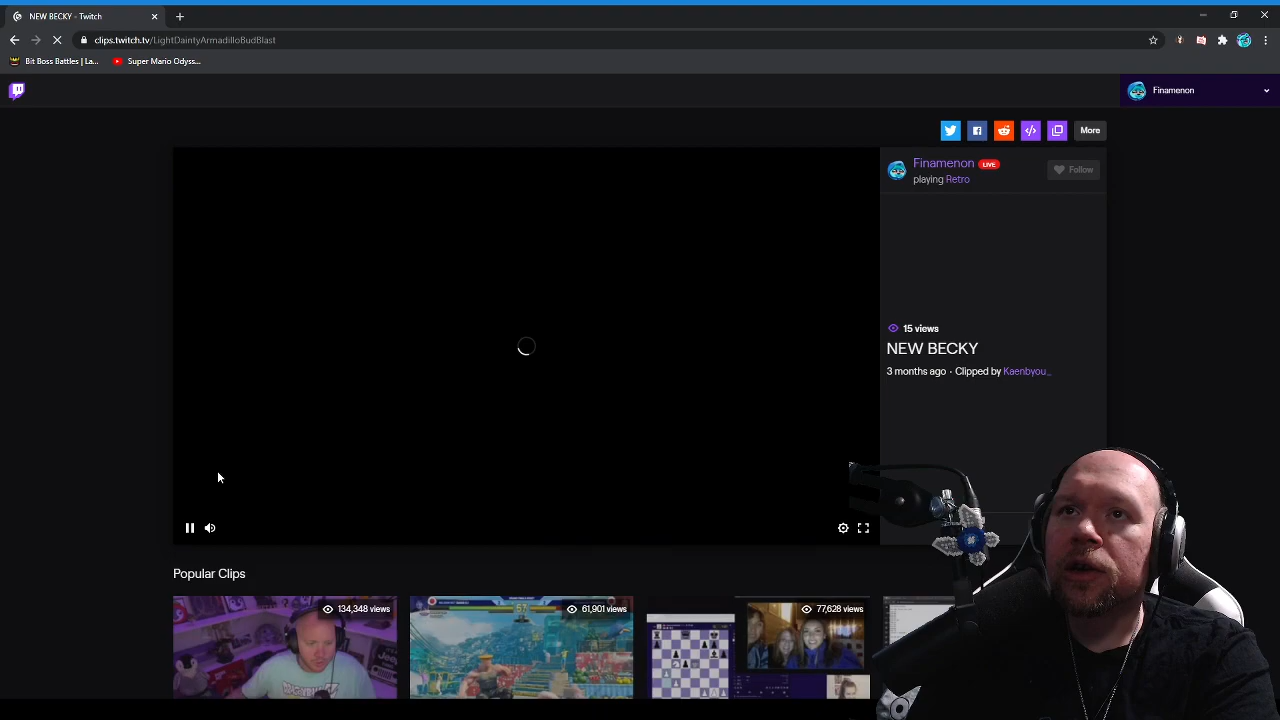 NEW BECKY - Twitch
clips.twitch.tv/LightDaintyArmadilloBudBlast
Bit Boss Battles | La...
Super Mario Odyss...
Finamenon
More
Finamenon LIVE
playing Retro
Follow
15 views
NEW BECKY
3 months ago · Clipped by Kaenbyou_
Popular Clips
134,348 views
61,901 views
77,628 views